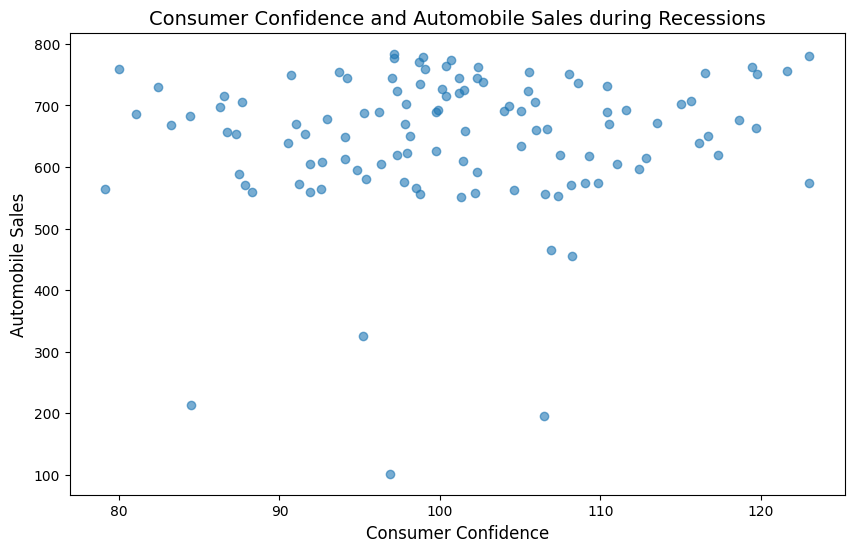 Consumer Confidence and Automobile Sales during Recessions
800
700
600
500
400
300
200
100
Automobile Sales
80 90 100 110 120
Consumer Confidence